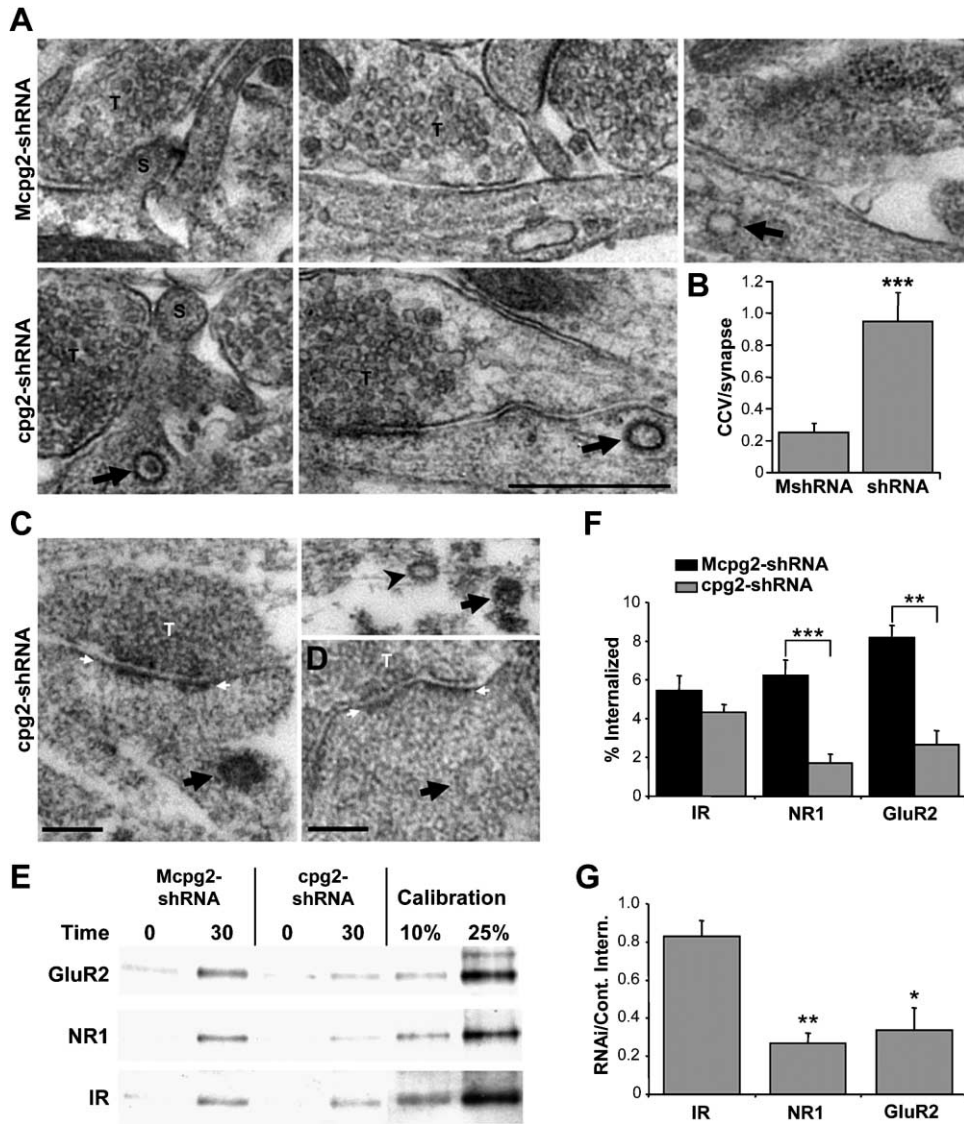 A
Mcpg2-shRNA
T
S
T
cpg2-shRNA
T
S
T
B
CCV/synapse
1.2
1.0
0.8
0.6
0.4
0.2
0
***
MshRNA shRNA
C
cpg2-shRNA
T
D
T
F
Mcpg2-shRNA
cpg2-shRNA
% Internalized
10
8
6
4
2
0
***
**
IR NR1 GluR2
E
Mcpg2-shRNA cpg2-shRNA Calibration
Time 0 30 0 30 10% 25%
GluR2
NR1
IR
G
RNAi/Cont. Intern.
1.0
0.8
0.6
0.4
0.2
0
**
*
IR NR1 GluR2